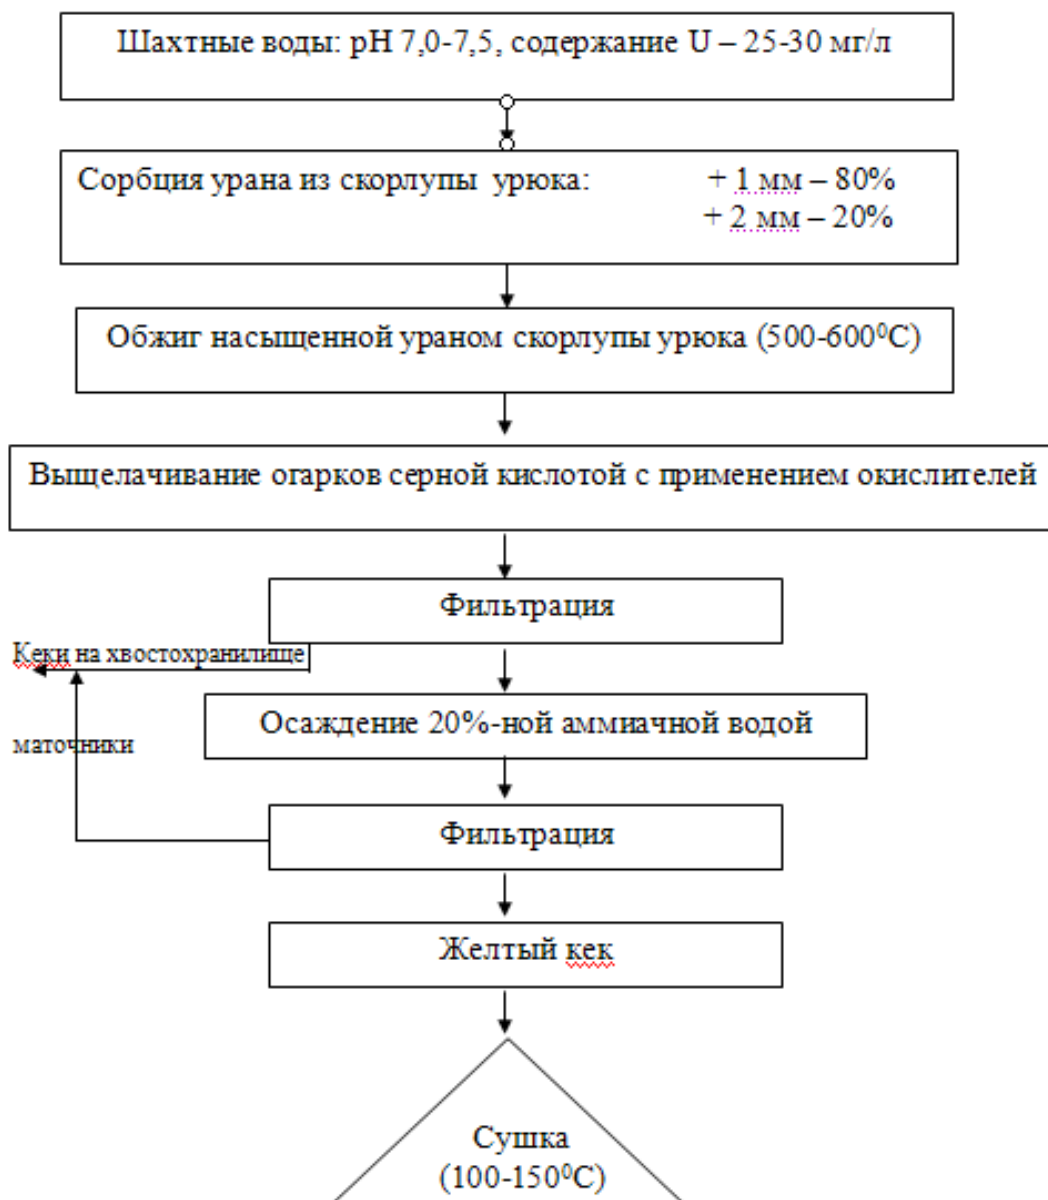 Шахтные воды: рН 7,0-7,5, содержание U – 25-30 мг/л
Сорбция урана из скорлупы урюка: + 1 мм – 80%
+ 2 мм – 20%
Обжиг насыщенной ураном скорлупы урюка (500-600⁰С)
Выщелачивание огарков серной кислотой с применением окислителей
Фильтрация
Кеки на хвостохранилище
Осаждение 20%-ной аммиачной водой
маточники
Фильтрация
Желтый кек
Сушка
(100-150⁰С)